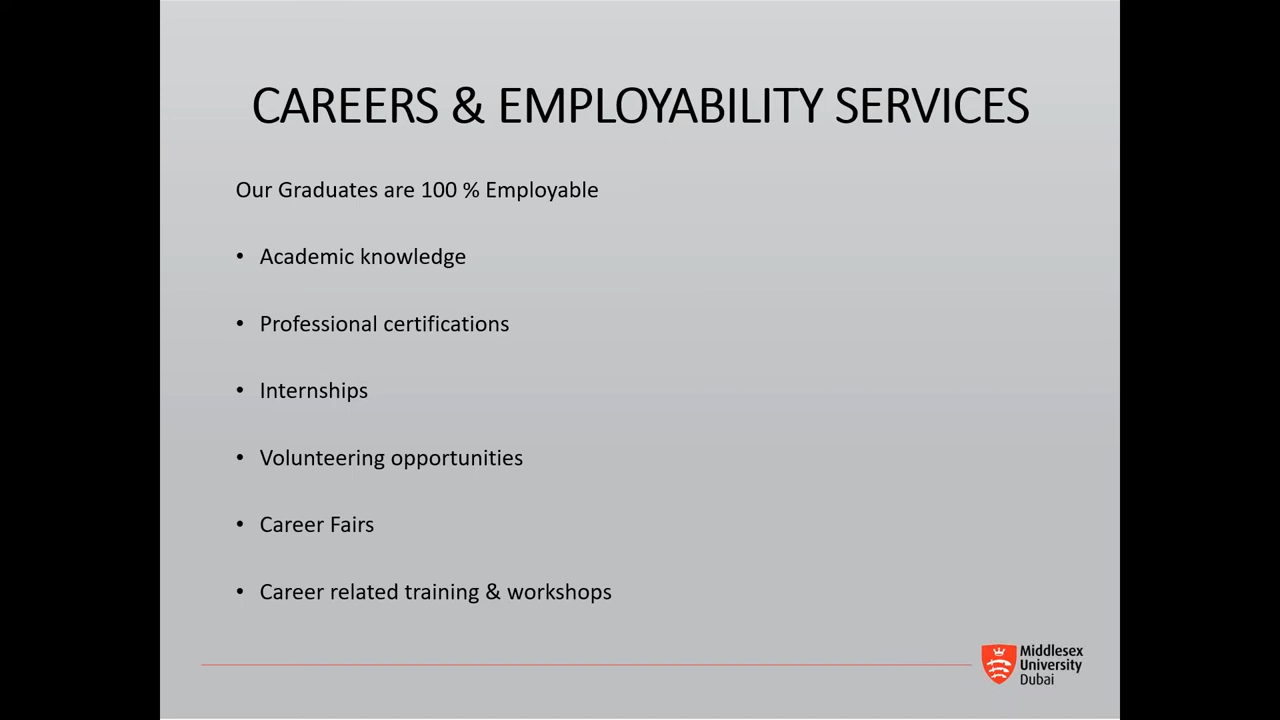 CAREERS & EMPLOYABILITY SERVICES
Our Graduates are 100 % Employable
• Academic knowledge
• Professional certifications
• Internships
• Volunteering opportunities
• Career Fairs
• Career related training & workshops
Middlesex
University
Dubai